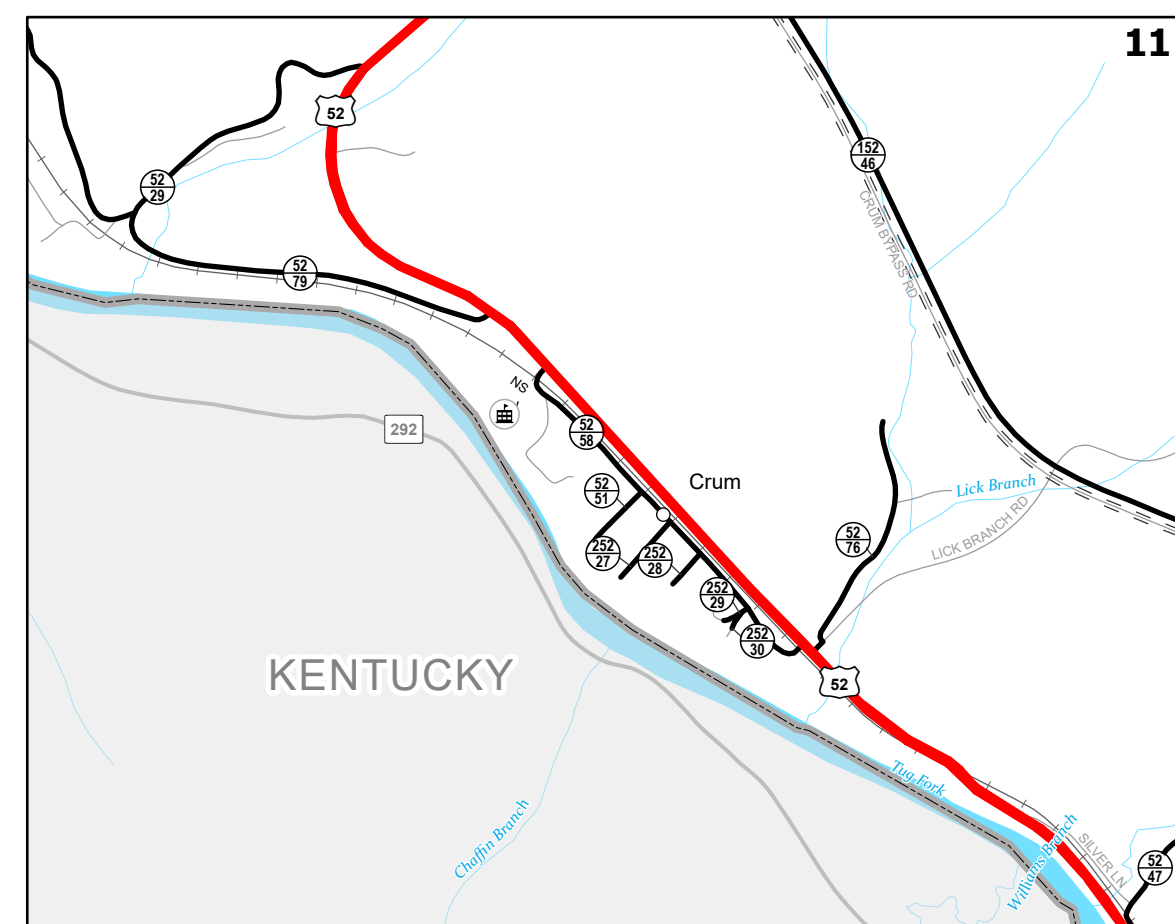 11
52
152
46
52
29
CRUM BYPASS RD
52
79
NS
292
52
58
Crum
52
51
Lick Branch
52
76
LICK BRANCH RD
252
27
252
28
252
29
252
30
KENTUCKY
52
Tug Fork
Chaffin Branch
Williams Branch
SILVER LN
52
47